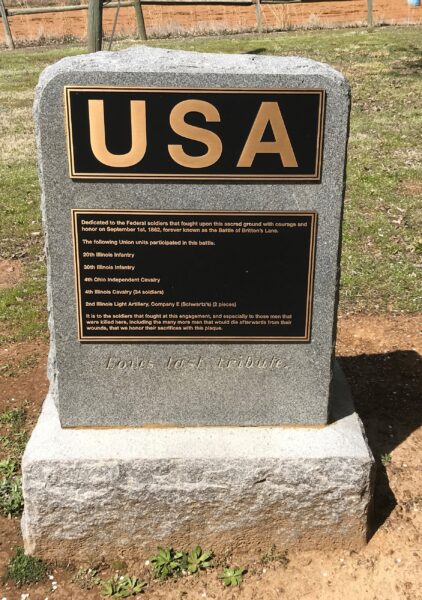 USA
Dedicated to the Federal soldiers that fought upon this sacred ground with courage and
honor on September 1st, 1862, forever known as the Battle of Britton's Lane.
The following Union units participated in this battle:
20th Illinois Infantry
30th Illinois Infantry
4th Ohio Independent Cavalry
4th Illinois Cavalry (34 soldiers)
2nd Illinois Light Artillery, Company E (Schwartz's) (2 pieces)
It is to the soldiers that fought at this engagement, and especially to those men that
were killed here, including the many more men that would die afterwards from their
wounds, that we honor their sacrifices with this plaque.
Love's last tribute.